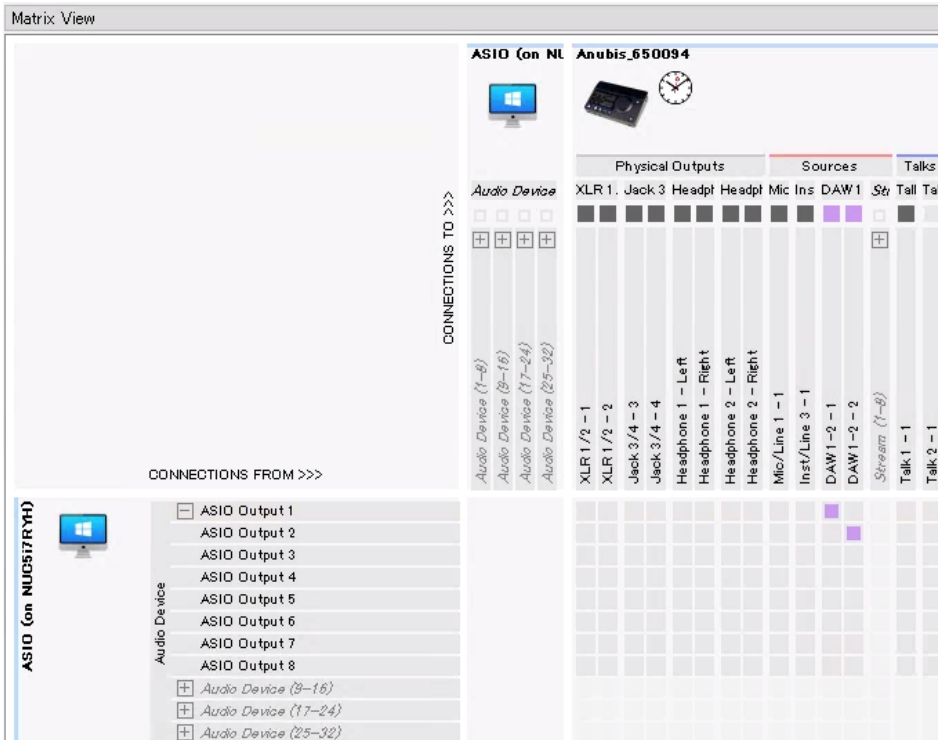 Matrix View
ASIO (on NU
Anubis_650094
Physical Outputs
Sources
Talks
Audio Device
XLR 1.
Jack 3
Headph
Headph
Mic
Ins
DAW 1
Str
Tall
Ta
CONNECTIONS TO >>>
Audio Device (1-8)
Audio Device (9-16)
Audio Device (17-24)
Audio Device (25-32)
XLR 1/2 - 1
XLR 1/2 - 2
Jack 3/4 - 3
Jack 3/4 - 4
Headphone 1 - Left
Headphone 1 - Right
Headphone 2 - Left
Headphone 2 - Right
Mic/Line 1 - 1
Inst/Line 3 - 1
DAW 1-2 - 1
DAW 1-2 - 2
Stream (1-8)
Talk 1 - 1
Talk 2 - 1
CONNECTIONS FROM >>>
ASIO (on NUC5i7RYH)
Audio Device
ASIO Output 1
ASIO Output 2
ASIO Output 3
ASIO Output 4
ASIO Output 5
ASIO Output 6
ASIO Output 7
ASIO Output 8
Audio Device (9-16)
Audio Device (17-24)
Audio Device (25-32)